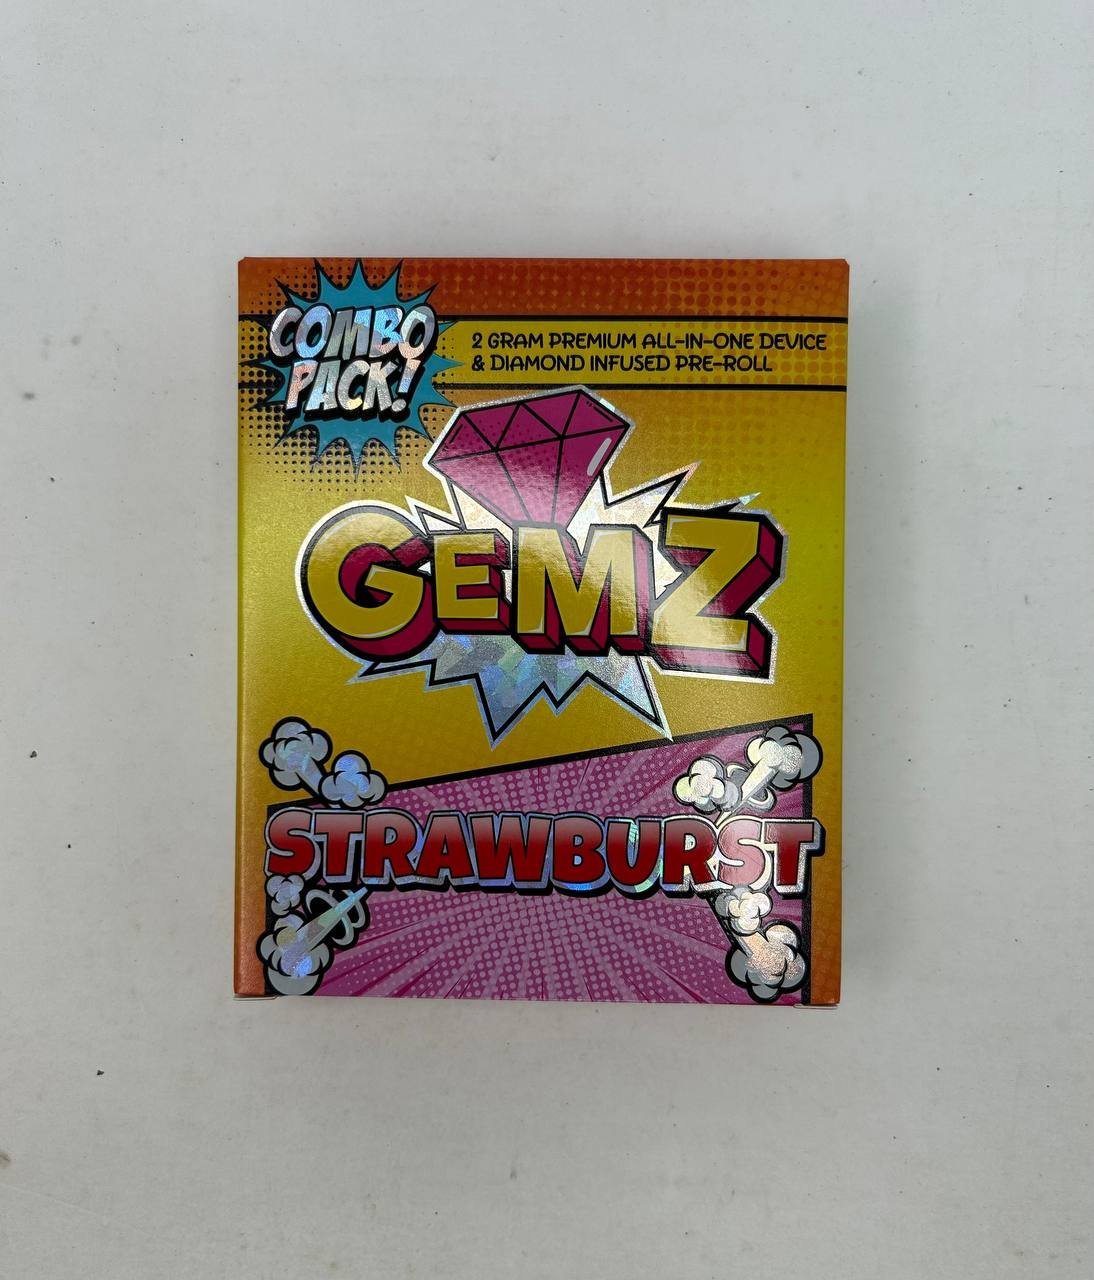 COMBO
PACK!
2 GRAM PREMIUM ALL-IN-ONE DEVICE
& DIAMOND INFUSED PRE-ROLL
GEMZ
STRAWBURST